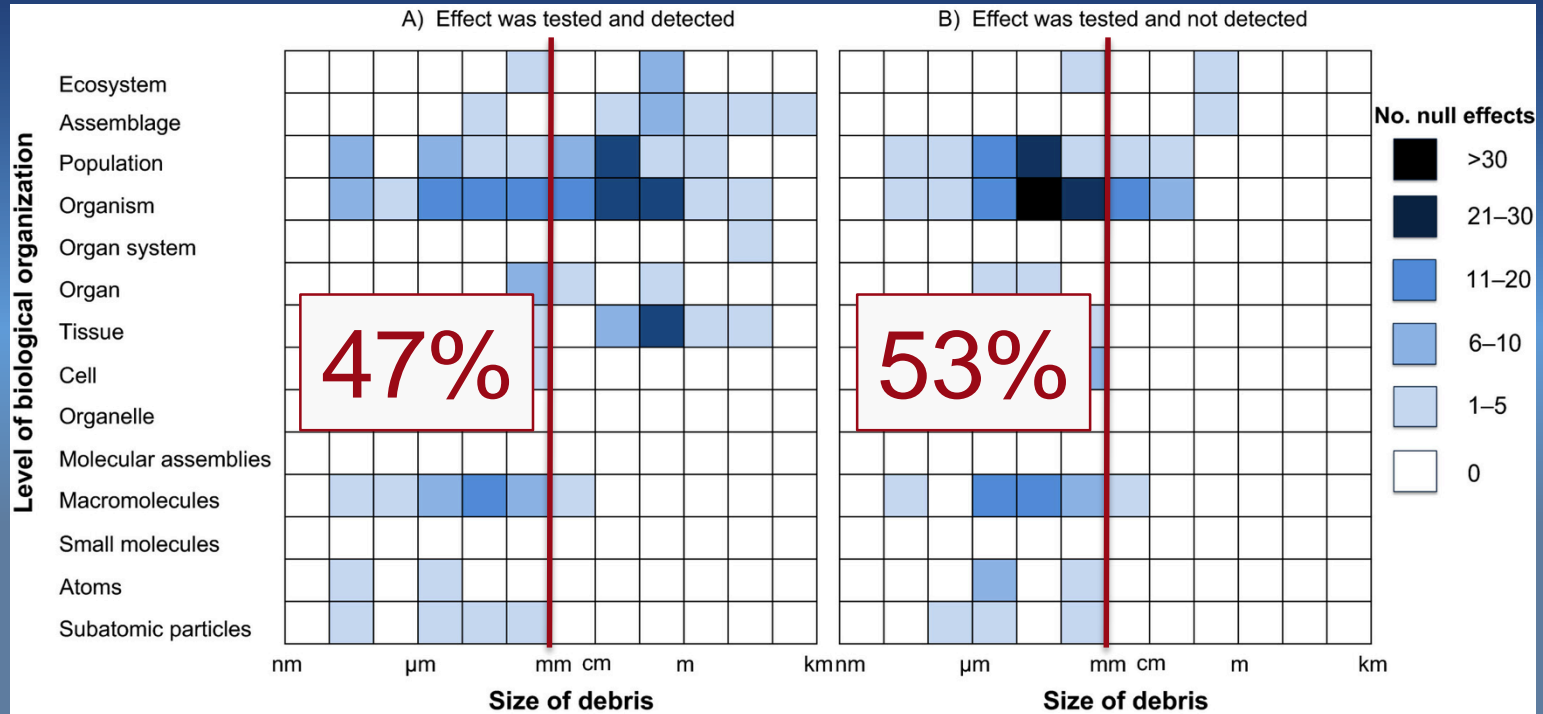 A) Effect was tested and detected
B) Effect was tested and not detected
Level of biological organization
Ecosystem
Assemblage
Population
Organism
Organ system
Organ
Tissue
Cell
Organelle
Molecular assemblies
Macromolecules
Small molecules
Atoms
Subatomic particles
47%
53%
No. null effects
>30
21–30
11–20
6–10
1–5
0
nm µm mm cm m km
nm µm mm cm m km
Size of debris
Size of debris